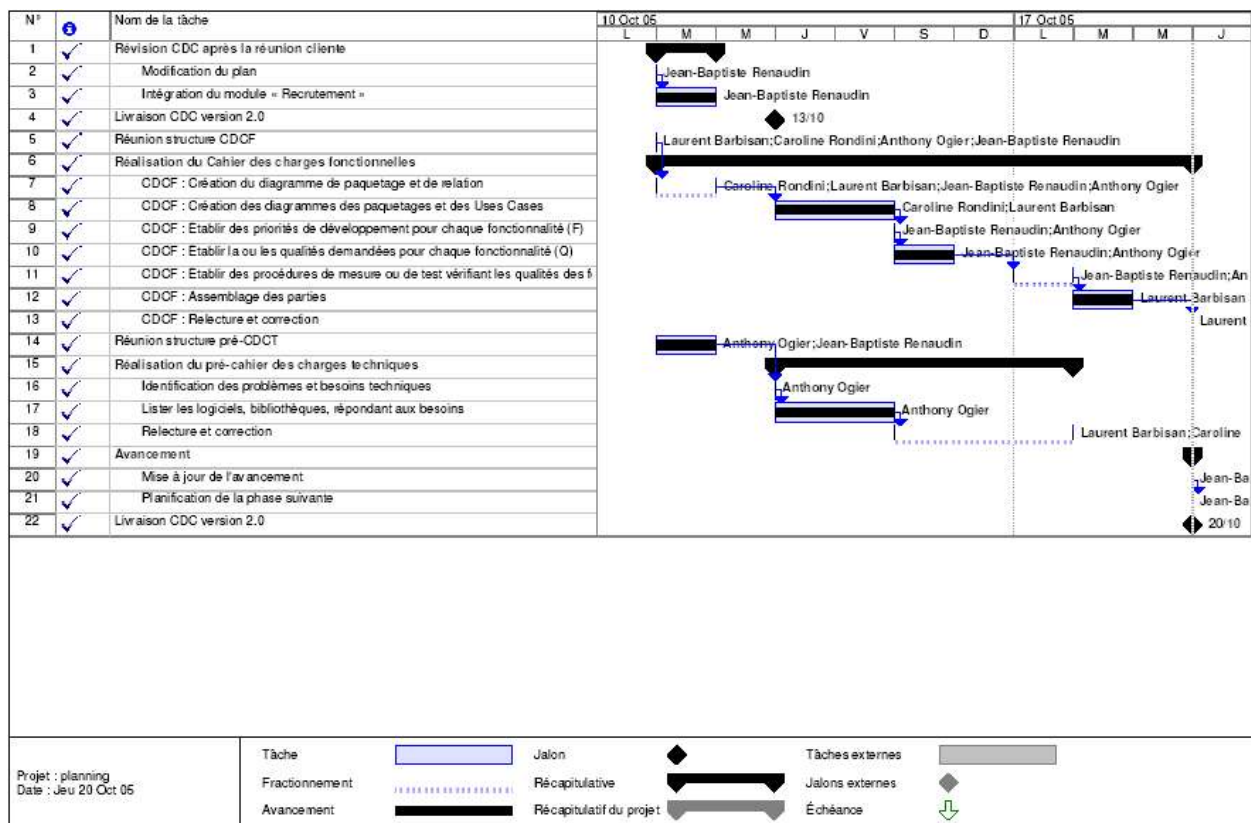 N° Nom de la tâche 10 Oct 05 17 Oct 05
L M M J V S D L M M J
1 Révision CDC après la réunion cliente
2 Modification du plan Jean-Baptiste Renaudin
3 Intégration du module « Recrutement » Jean-Baptiste Renaudin
4 Livraison CDC version 2.0 13/10
5 Réunion structure CDCF Laurent Barbisan;Caroline Rondini;Anthony Ogier;Jean-Baptiste Renaudin
6 Réalisation du Cahier des charges fonctionnelles
7 CDCF : Création du diagramme de paquetage et de relation Caroline Rondini;Laurent Barbisan;Jean-Baptiste Renaudin;Anthony Ogier
8 CDCF : Création des diagrammes des paquetages et des Uses Cases Caroline Rondini;Laurent Barbisan
9 CDCF : Etablir des priorités de développement pour chaque fonctionnalité (F) Jean-Baptiste Renaudin;Anthony Ogier
10 CDCF : Etablir la ou les qualités demandées pour chaque fonctionnalité (Q) Jean-Baptiste Renaudin;Anthony Ogier
11 CDCF : Etablir des procédures de mesure ou de test vérifiant les qualités des f Jean-Baptiste Renaudin;An
12 CDCF : Assemblage des parties Laurent Barbisan
13 CDCF : Relecture et correction Laurent
14 Réunion structure pré-CDCT Anthony Ogier;Jean-Baptiste Renaudin
15 Réalisation du pré-cahier des charges techniques
16 Identification des problèmes et besoins techniques Anthony Ogier
17 Lister les logiciels, bibliothèques, répondant aux besoins Anthony Ogier
18 Relecture et correction Laurent Barbisan;Caroline
19 Avancement
20 Mise à jour de l'avancement Jean-Ba
21 Planification de la phase suivante Jean-Ba
22 Livraison CDC version 2.0 20/10
Projet : planning
Date : Jeu 20 Oct 05
Tâche Jalon Tâches externes
Fractionnement Récapitulative Jalons externes
Avancement Récapitulatif du projet Échéance